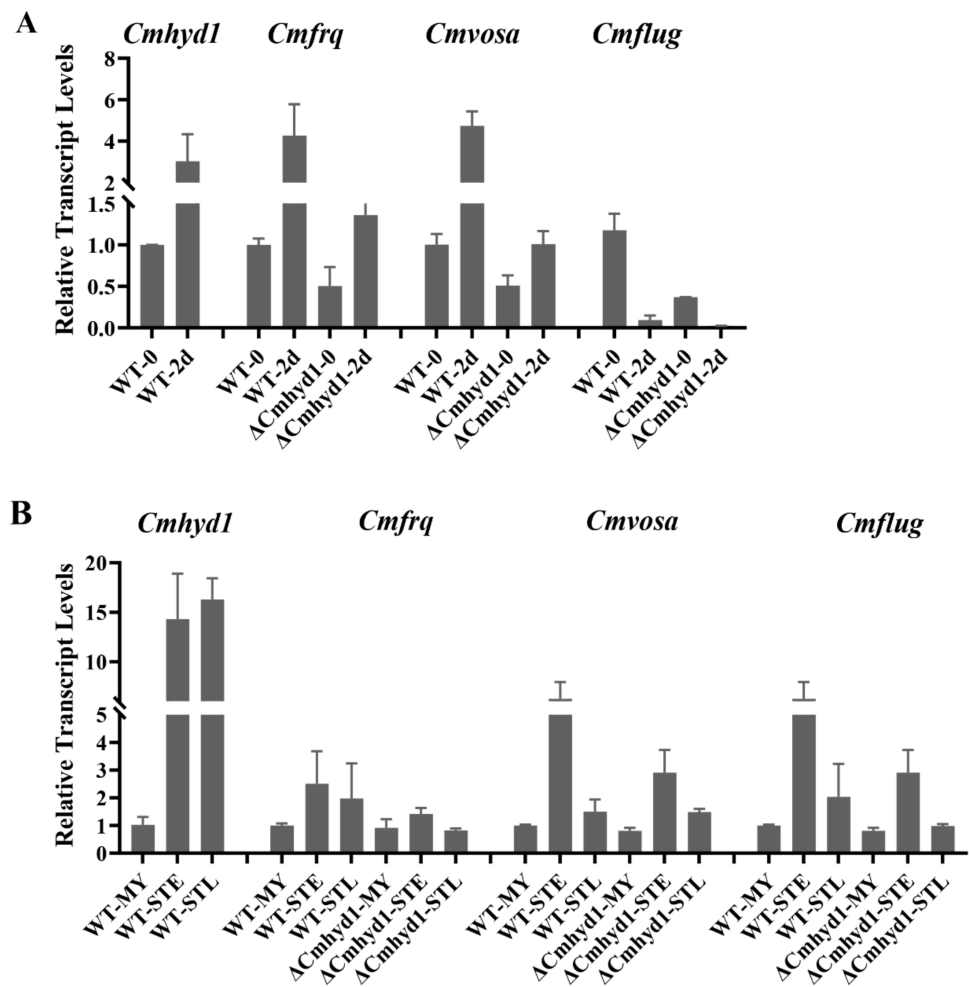 A
Cmhyd1 Cmfrq Cmvosa Cmflug
Relative Transcript Levels
8
6
4
2
1.5
1.0
0.5
0.0
WT-0 WT-2d WT-0 WT-2d ΔCmhyd1-0 ΔCmhyd1-2d WT-0 WT-2d ΔCmhyd1-0 ΔCmhyd1-2d WT-0 WT-2d ΔCmhyd1-0 ΔCmhyd1-2d
B
Cmhyd1 Cmfrq Cmvosa Cmflug
Relative Transcript Levels
20
15
10
5
4
3
2
1
0
WT-MY WT-STE WT-STL WT-MY WT-STE WT-STL ΔCmhyd1-MY ΔCmhyd1-STE ΔCmhyd1-STL WT-MY WT-STE WT-STL ΔCmhyd1-MY ΔCmhyd1-STE ΔCmhyd1-STL WT-MY WT-STE WT-STL ΔCmhyd1-MY ΔCmhyd1-STE ΔCmhyd1-STL